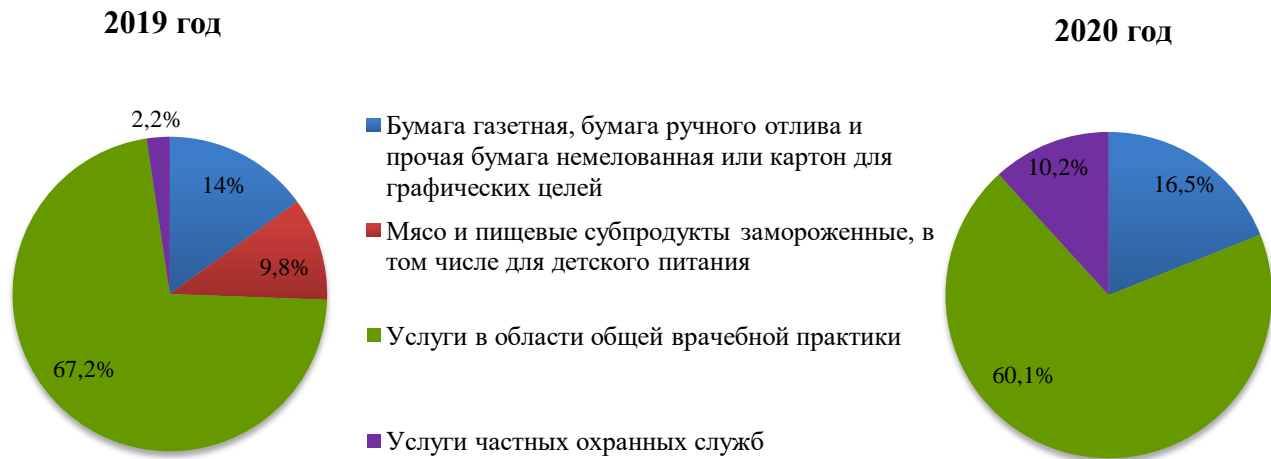 2019 год
2020 год
2,2%
14%
9,8%
67,2%
Бумага газетная, бумага ручного отлива и
прочая бумага немелованная или картон для
графических целей
Мясо и пищевые субпродукты замороженные, в
том числе для детского питания
Услуги в области общей врачебной практики
Услуги частных охранных служб
10,2%
16,5%
60,1%